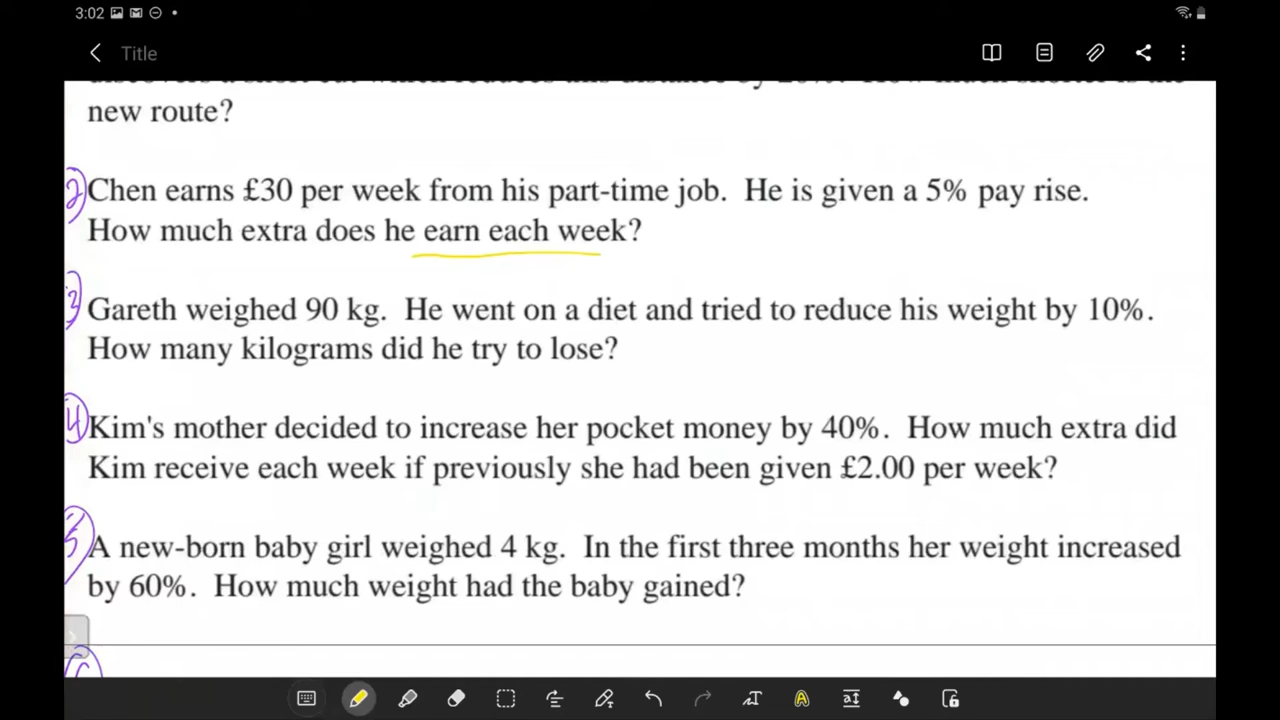 3:02
Title
new route?
2
Chen earns £30 per week from his part-time job. He is given a 5% pay rise.
How much extra does he earn each week?
3
Gareth weighed 90 kg. He went on a diet and tried to reduce his weight by 10%.
How many kilograms did he try to lose?
4
Kim's mother decided to increase her pocket money by 40%. How much extra did
Kim receive each week if previously she had been given £2.00 per week?
5
A new-born baby girl weighed 4 kg. In the first three months her weight increased
by 60%. How much weight had the baby gained?